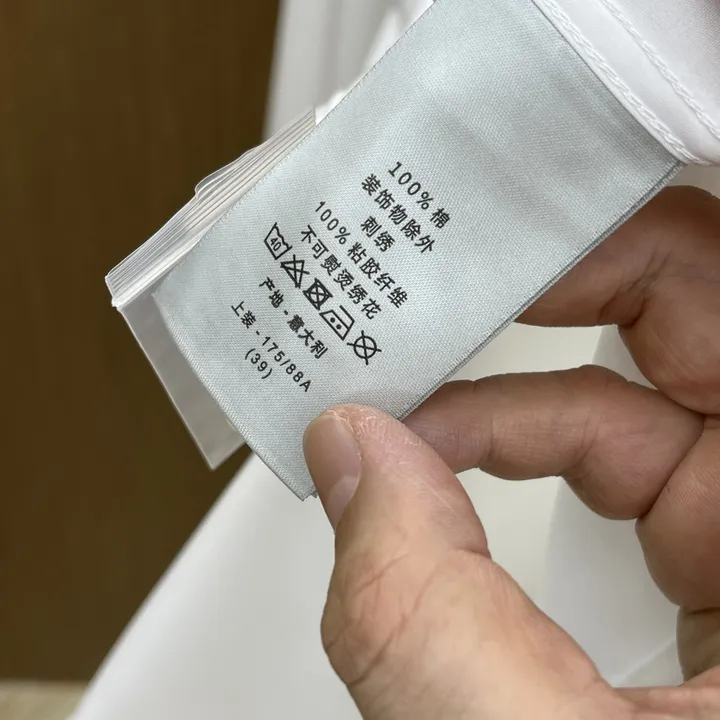 100% 棉
装饰物除外
刺绣
100% 粘胶纤维
不可熨烫绣花
40
产地 - 意大利
上装 - 175/88A
(39)